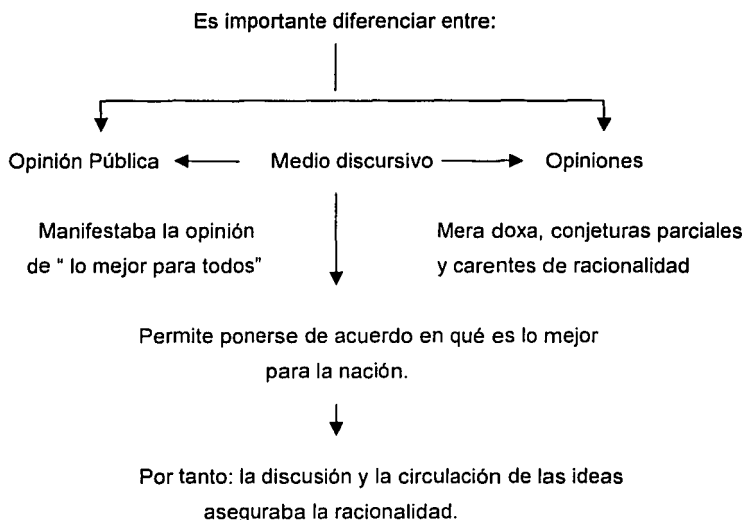 Es importante diferenciar entre:
Opinión Pública Medio discursivo Opiniones
Manifestaba la opinión
de " lo mejor para todos"
Mera doxa, conjeturas parciales
y carentes de racionalidad
Permite ponerse de acuerdo en qué es lo mejor
para la nación.
Por tanto: la discusión y la circulación de las ideas
aseguraba la racionalidad.